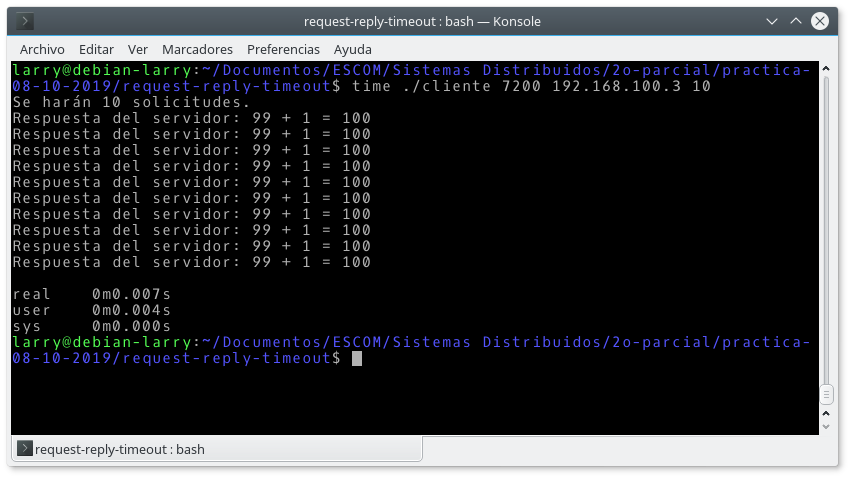 request-reply-timeout : bash — Konsole
Archivo Editar Ver Marcadores Preferencias Ayuda
larry@debian-larry:~/Documentos/ESCOM/Sistemas Distribuidos/2o-parcial/practica-
08-10-2019/request-reply-timeout$ time ./cliente 7200 192.168.100.3 10
Se harán 10 solicitudes.
Respuesta del servidor: 99 + 1 = 100
Respuesta del servidor: 99 + 1 = 100
Respuesta del servidor: 99 + 1 = 100
Respuesta del servidor: 99 + 1 = 100
Respuesta del servidor: 99 + 1 = 100
Respuesta del servidor: 99 + 1 = 100
Respuesta del servidor: 99 + 1 = 100
Respuesta del servidor: 99 + 1 = 100
Respuesta del servidor: 99 + 1 = 100
Respuesta del servidor: 99 + 1 = 100
real 0m0.007s
user 0m0.004s
sys 0m0.000s
larry@debian-larry:~/Documentos/ESCOM/Sistemas Distribuidos/2o-parcial/practica-
08-10-2019/request-reply-timeout$
request-reply-timeout : bash